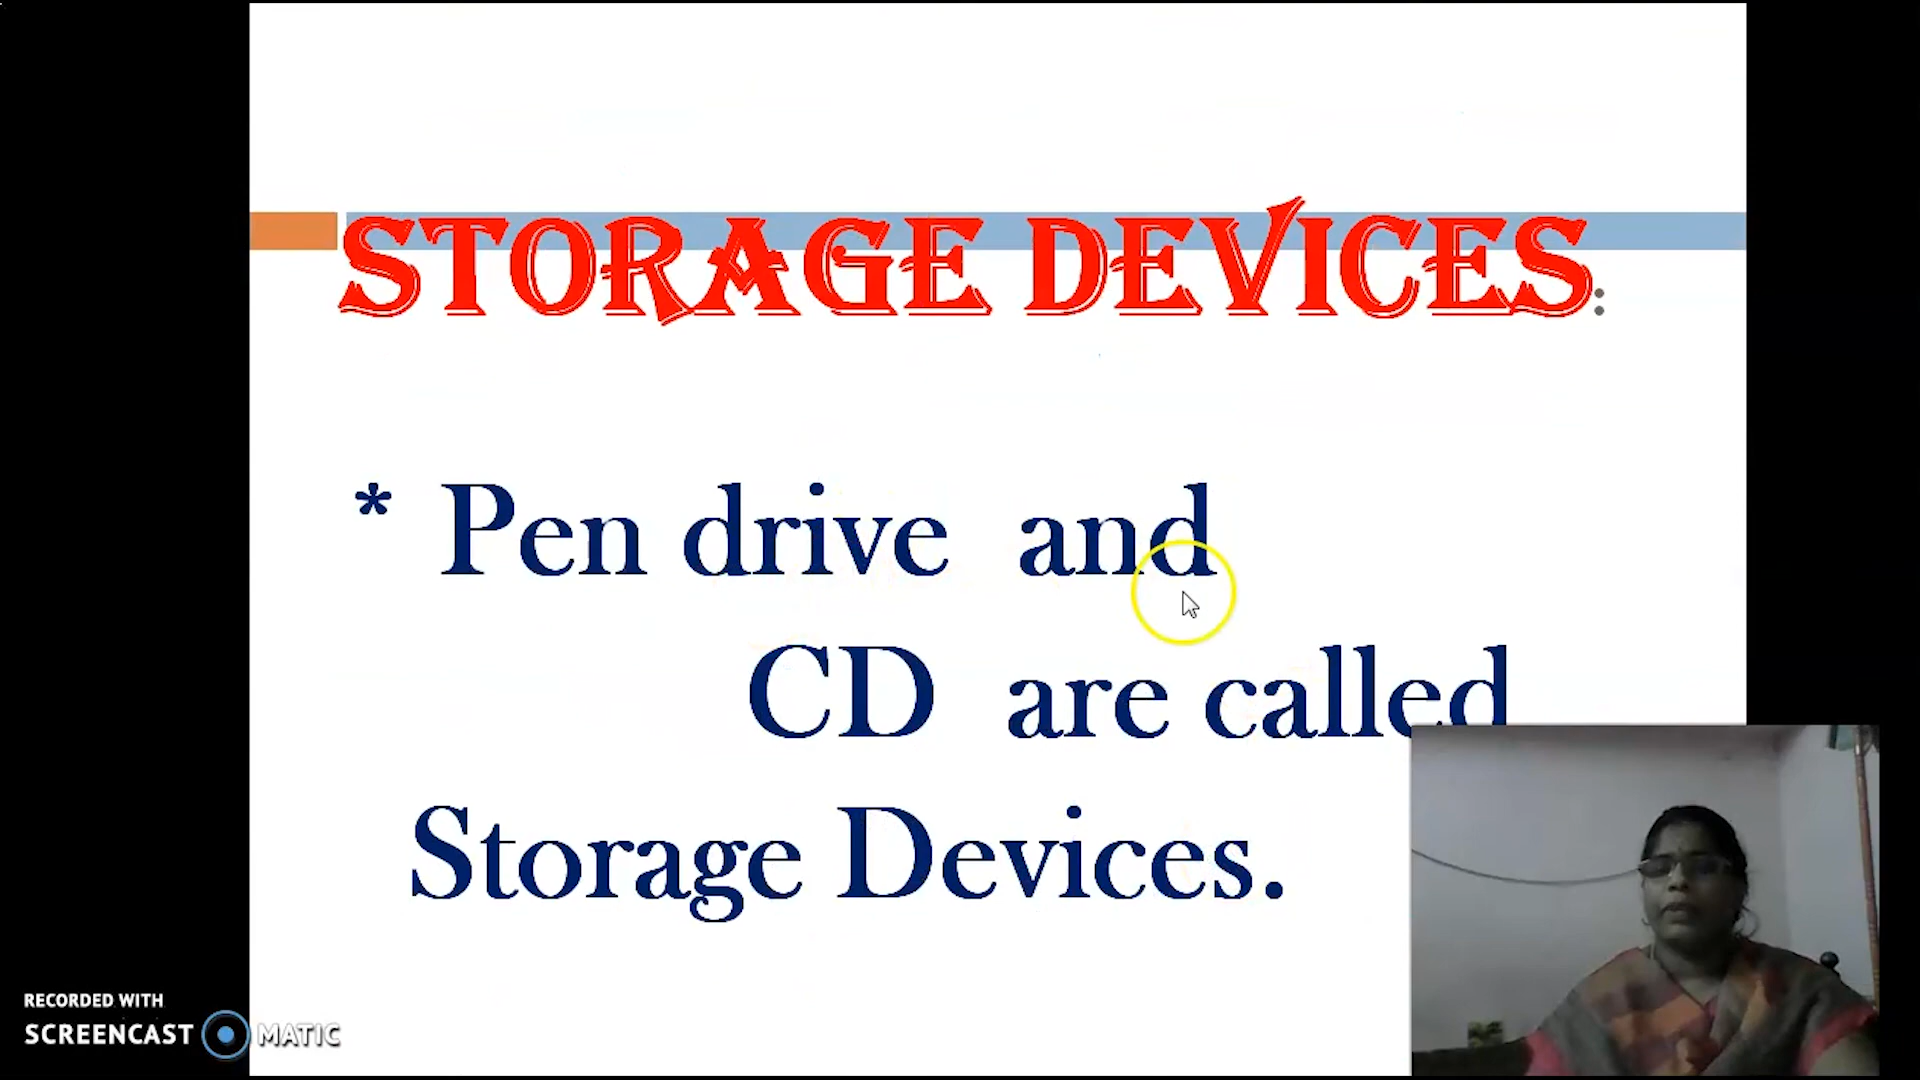 STORAGE DEVICES:
* Pen drive and
CD are called
Storage Devices.
RECORDED WITH
SCREENCAST MATIC